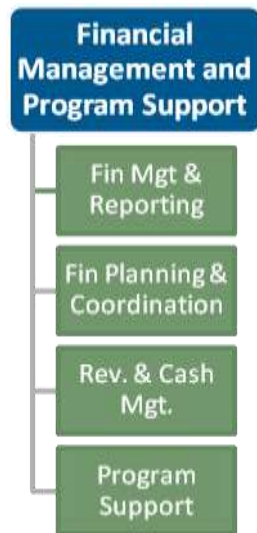 Financial
Management and
Program Support
Fin Mgt &
Reporting
Fin Planning &
Coordination
Rev. & Cash
Mgt.
Program
Support